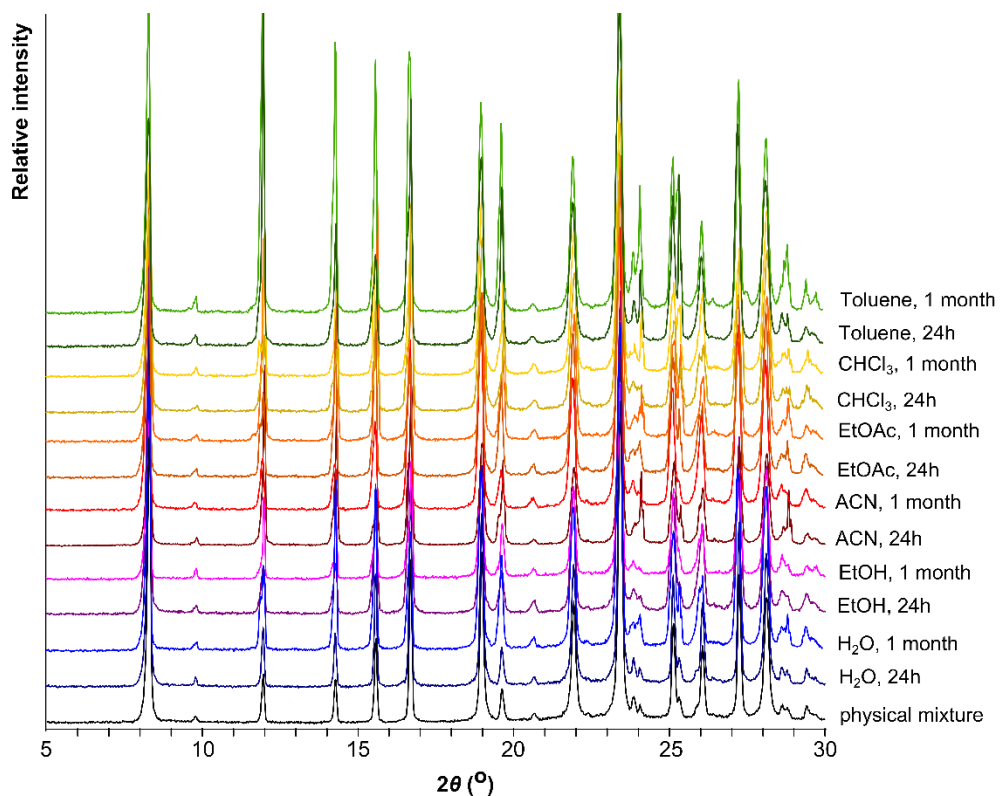 Relative intensity
Toluene, 1 month
Toluene, 24h
CHCl₃, 1 month
CHCl₃, 24h
EtOAc, 1 month
EtOAc, 24h
ACN, 1 month
ACN, 24h
EtOH, 1 month
EtOH, 24h
H₂O, 1 month
H₂O, 24h
physical mixture
5 10 15 20 25 30
2θ (°)